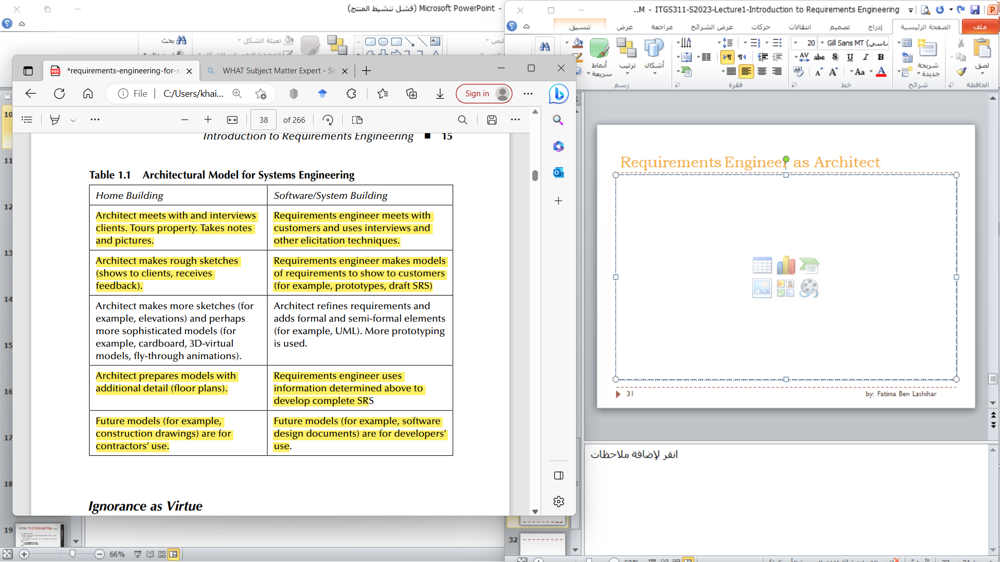 Microsoft PowerPoint - (فشل تنشيط المنتج)
بحث
تعبئة الشكل
النص
*requirements-engineering-for-s
WHAT Subject Matter Expert - Se
File
C:/Users/khai...
Sign in
38
of 266
Introduction to Requirements Engineering ■ 15
Table 1.1 Architectural Model for Systems Engineering
Home Building
Software/System Building
Architect meets with and interviews
clients. Tours property. Takes notes
and pictures.
Requirements engineer meets with
customers and uses interviews and
other elicitation techniques.
Architect makes rough sketches
(shows to clients, receives
feedback).
Requirements engineer makes models
of requirements to show to customers
(for example, prototypes, draft SRS)
Architect makes more sketches (for
example, elevations) and perhaps
more sophisticated models (for
example, cardboard, 3D-virtual
models, fly-through animations).
Architect refines requirements and
adds formal and semi-formal elements
(for example, UML). More prototyping
is used.
Architect prepares models with
additional detail (floor plans).
Requirements engineer uses
information determined above to
develop complete SRS
Future models (for example,
construction drawings) are for
contractors' use.
Future models (for example, software
design documents) are for developers'
use.
Ignorance as Virtue
10
11
12
13
14
15
16
17
18
19
66%
..M - ITGS311-S2023-Lecture1-Introduction to Requirements Engineering
ملف
الصفحة الرئيسية
إدراج
تصميم
انتقالات
حركات
عرض الشرائح
مراجعة
عرض
تنسيق
لصق
الحافظة
شريحة
جديدة
شرائح
Gill Sans MT
20
خط
فقرة
أشكال
ترتيب
أنماط
سريعة
رسم
Requirements Engineer as Architect
31
by: Fatima Ben Lashihar
انقر لإضافة ملاحظات
32